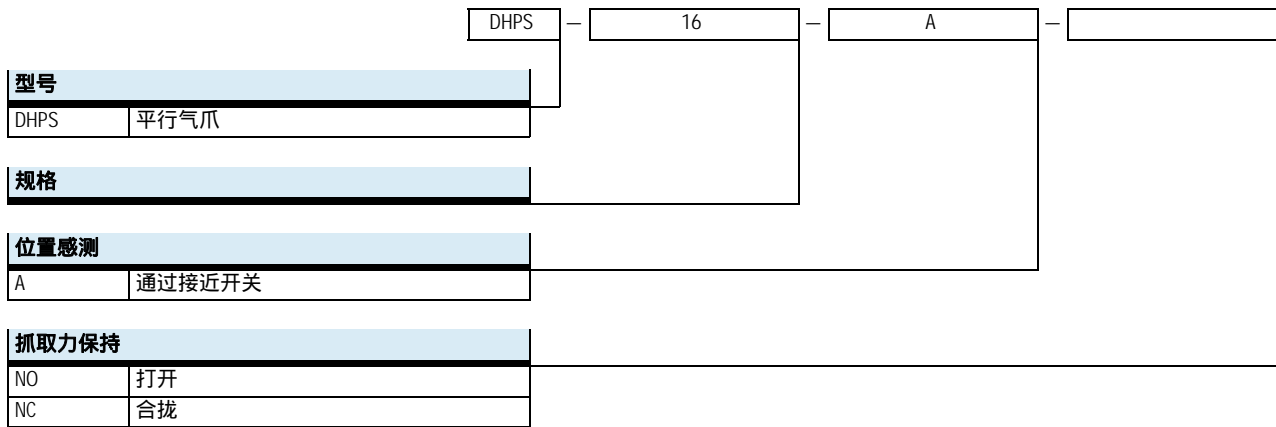 DHPS – 16 – A –
型号
DHPS 平行气爪
规格
位置感测
A 通过接近开关
抓取力保持
NO 打开
NC 合拢